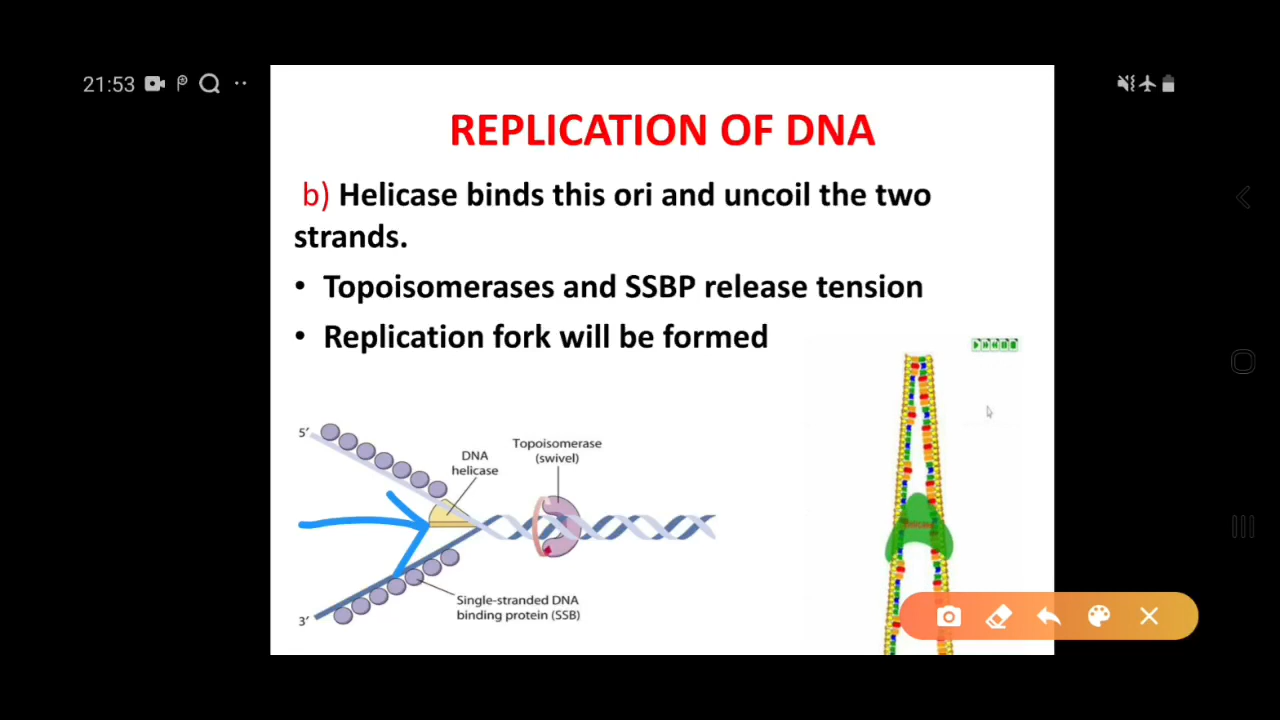 21:53
REPLICATION OF DNA
b) Helicase binds this ori and uncoil the two
strands.
• Topoisomerases and SSBP release tension
• Replication fork will be formed
5′
DNA
helicase
Topoisomerase
(swivel)
Single-stranded DNA
binding protein (SSB)
3′